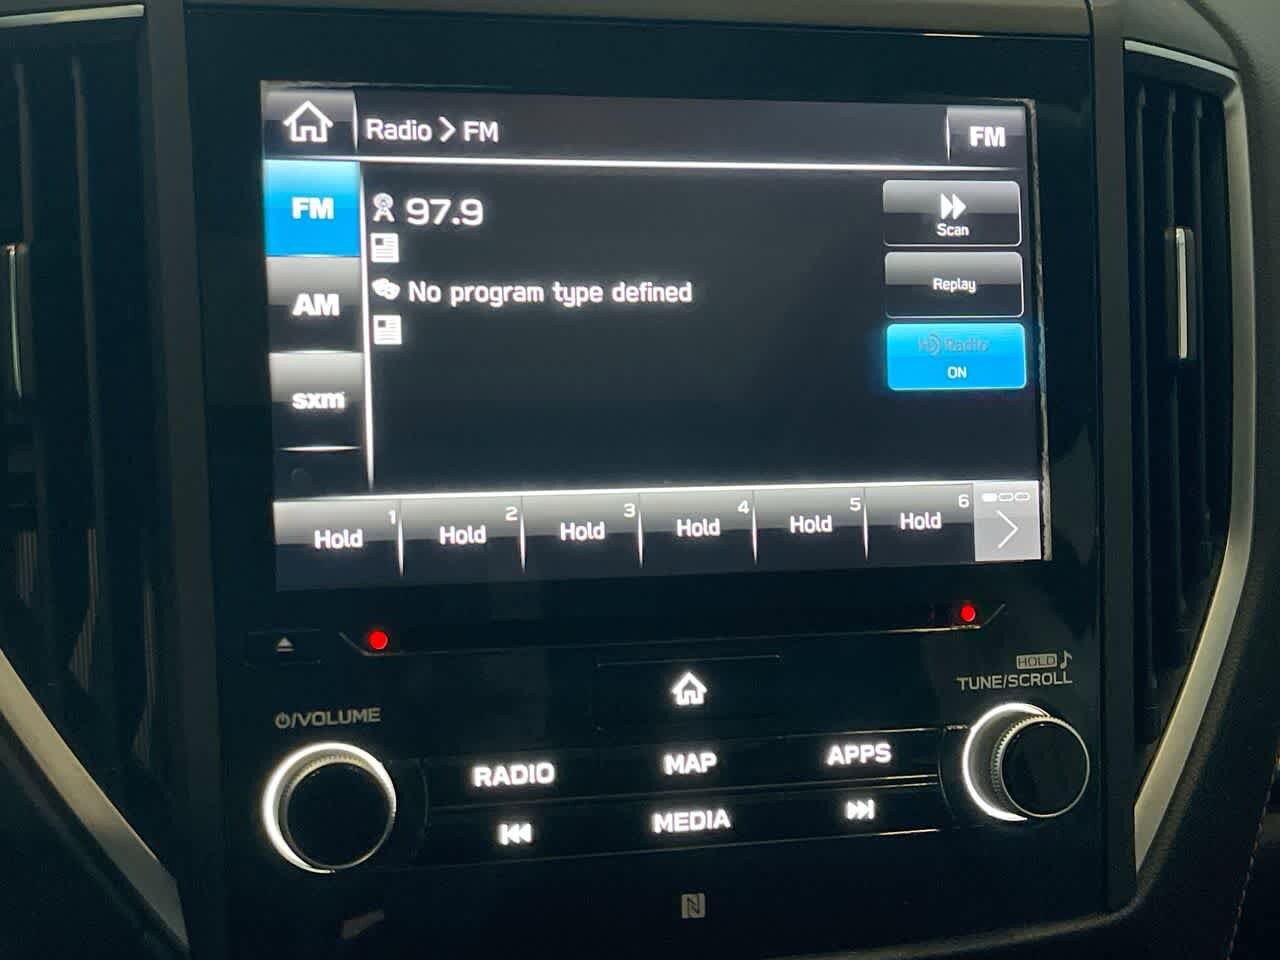 Radio > FM
FM
FM
97.9
Scan
No program type defined
Replay
AM
HD Radio
ON
sxm
1
Hold
2
Hold
3
Hold
4
Hold
5
Hold
6
Hold
HOLD
TUNE/SCROLL
/VOLUME
RADIO
MAP
APPS
MEDIA
N